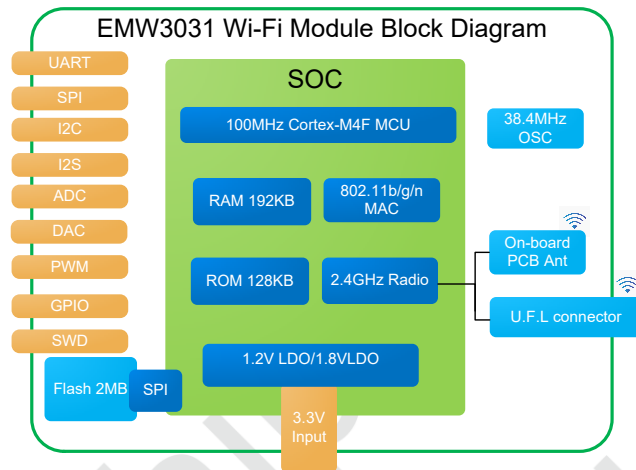 EMW3031 Wi-Fi Module Block Diagram
UART
SPI
I2C
I2S
ADC
DAC
PWM
GPIO
SWD
Flash 2MB
SPI
SOC
100MHz Cortex-M4F MCU
RAM 192KB
802.11b/g/n
MAC
ROM 128KB
2.4GHz Radio
1.2V LDO/1.8VLDO
3.3V
Input
38.4MHz
OSC
On-board
PCB Ant
U.F.L connector